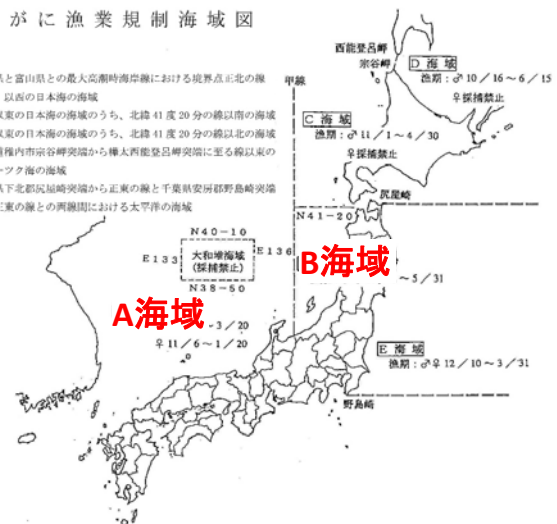 がに漁業規制海域図
県と富山県との最大高潮時海岸線における境界点正北の線
以西の日本海の海域
以東の日本海の海域のうち、北緯41度20分の線以南の海域
以東の日本海の海域のうち、北緯41度20分の線以北の海域
稚内市宗谷岬突端から樺太西能登呂岬突端に至る線以東の
ーツク海の海域
県下北郡尻屋崎突端から正東の線と千葉県安房郡野島崎突端
正東の線との両線間における太平洋の海域
甲線
西能登呂岬
宗谷岬
D海域
漁期:♂10/16~6/15
♀採捕禁止
C海域
漁期:♂11/1~4/30
♀採捕禁止
尻屋崎
N41-20
N40-10
E133
大和堆海域
(採捕禁止)
E136
N38-50
B海域
~5/31
A海域
~3/20
♀11/6~1/20
E海域
漁期:♂♀12/10~3/31
野島崎